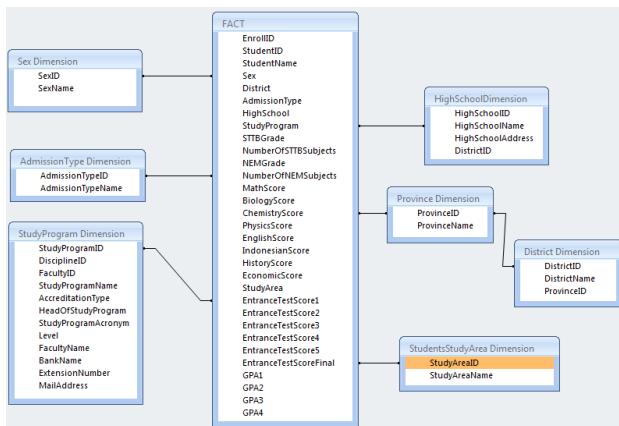 FACT
EnrollID
StudentID
StudentName
Sex
District
AdmissionType
HighSchool
StudyProgram
STTBGrade
NumberOfSTTBSubjects
NEMGrade
NumberOfNEMSubjects
MathScore
BiologyScore
ChemistryScore
PhysicsScore
EnglishScore
IndonesianScore
HistoryScore
EconomicScore
StudyArea
EntranceTestScore1
EntranceTestScore2
EntranceTestScore3
EntranceTestScore4
EntranceTestScore5
EntranceTestScoreFinal
GPA1
GPA2
GPA3
GPA4
Sex Dimension
SexID
SexName
AdmissionType Dimension
AdmissionTypeID
AdmissionTypeName
StudyProgram Dimension
StudyProgramID
DisciplineID
FacultyID
StudyProgramName
AccreditationType
HeadOfStudyProgram
StudyProgramAcronym
Level
FacultyName
BankName
ExtensionNumber
MailAddress
HighSchoolDimension
HighSchoolID
HighSchoolName
HighSchoolAddress
DistrictID
Province Dimension
ProvinceID
ProvinceName
District Dimension
DistrictID
DistrictName
ProvinceID
StudentsStudyArea Dimension
StudyAreaID
StudyAreaName